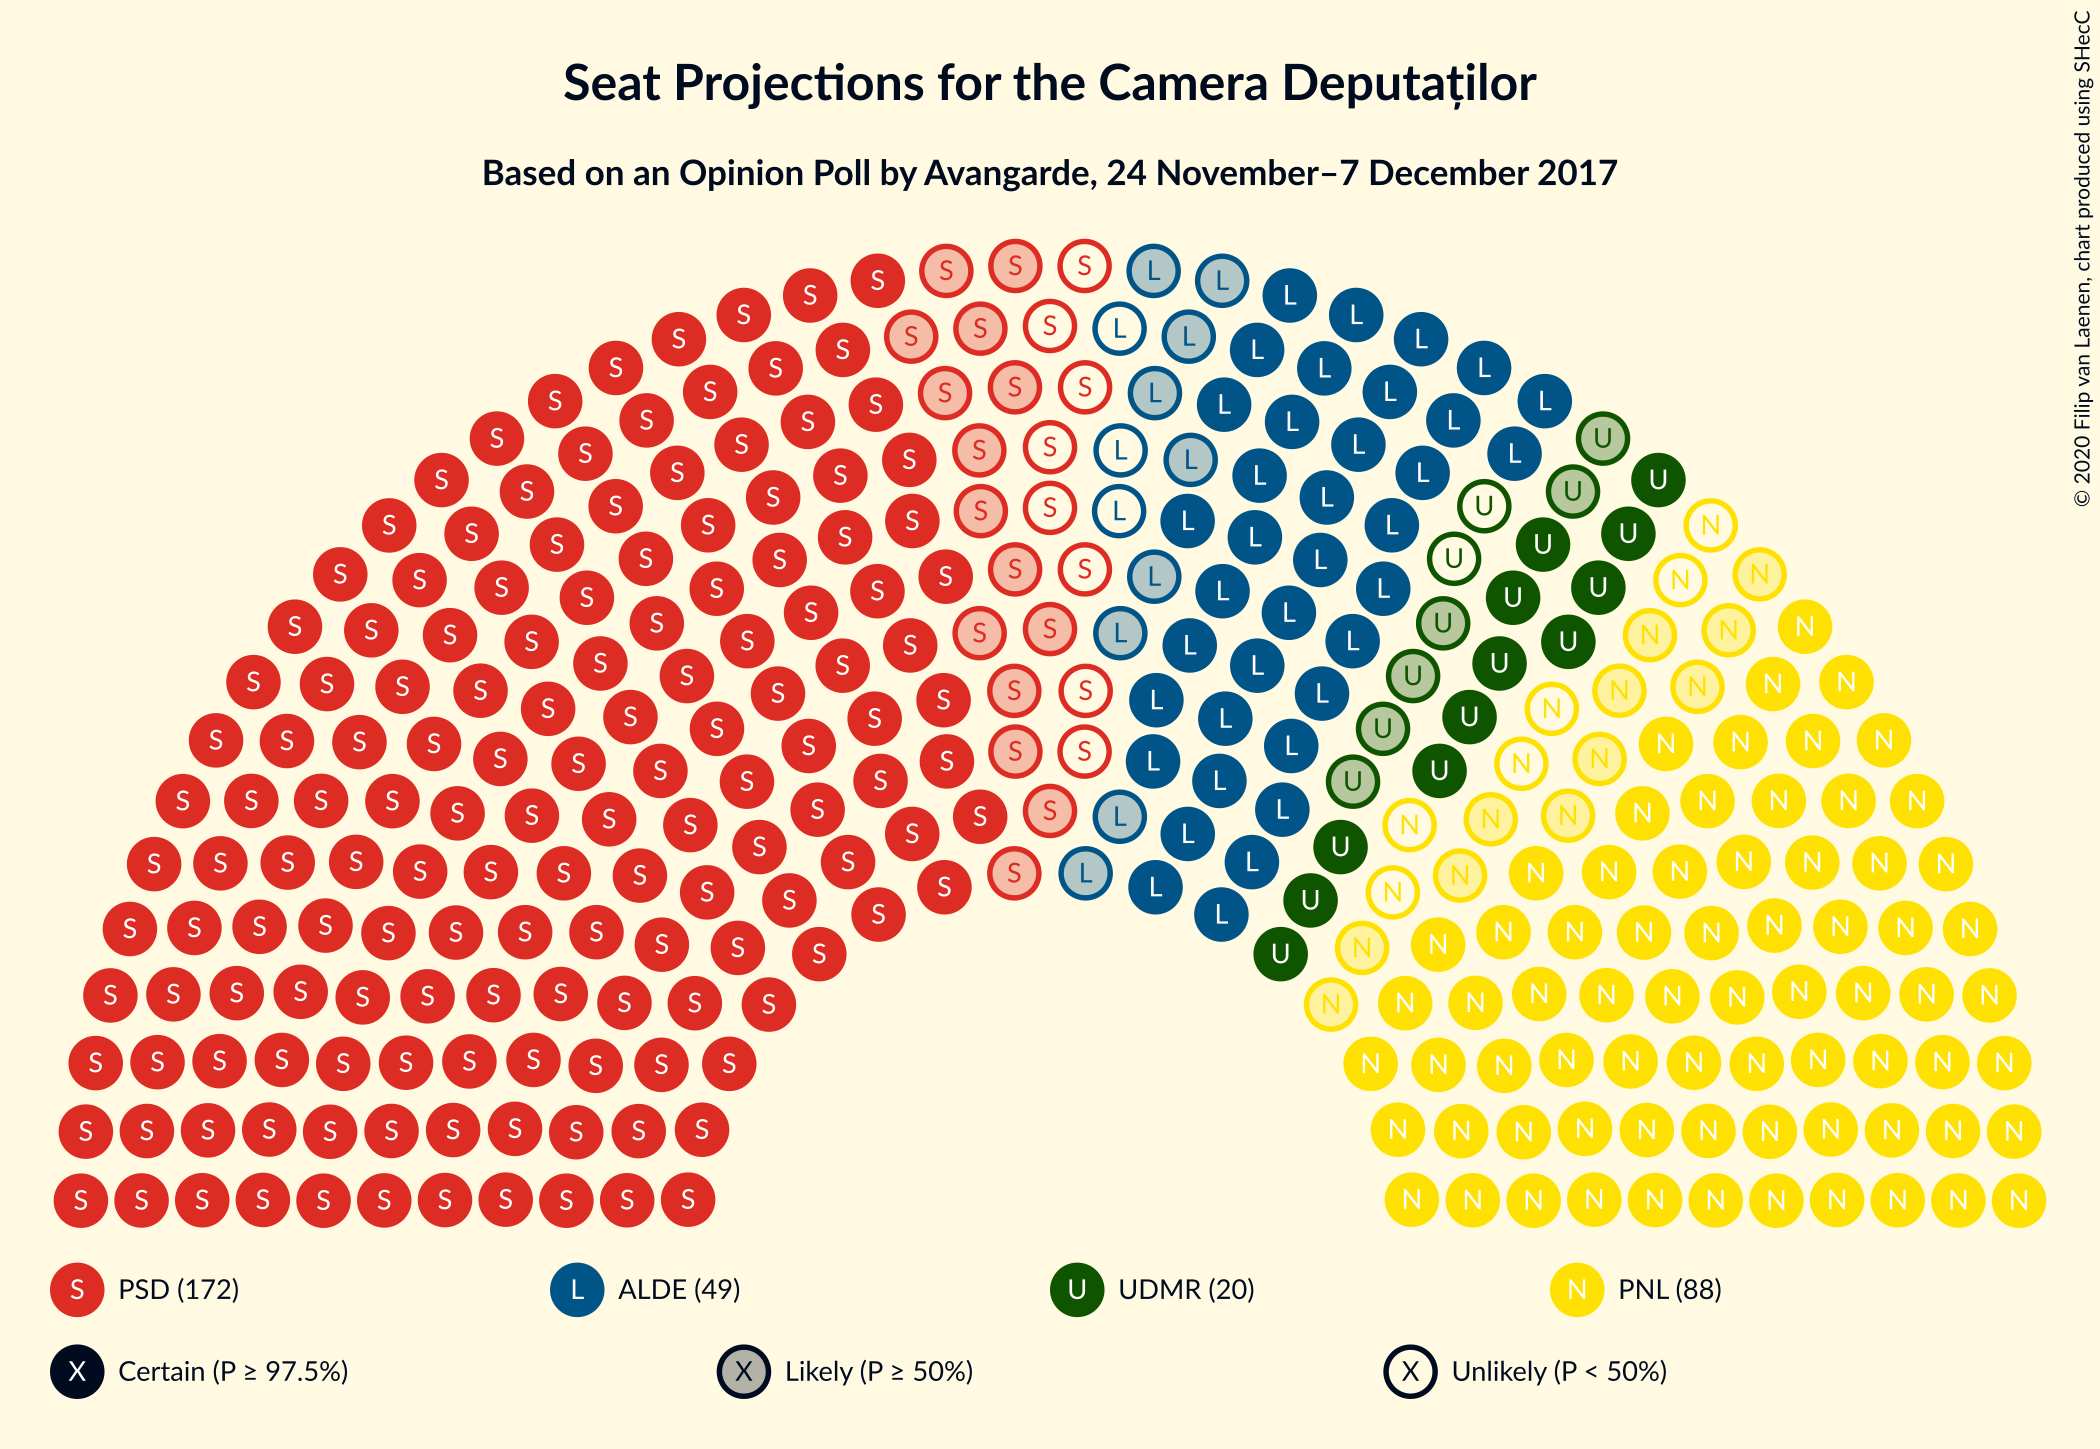 Seat Projections for the Camera Deputaților
Based on an Opinion Poll by Avangarde, 24 November–7 December 2017
© 2020 Filip van Laenen, chart produced using SHecC
S PSD (172)
L ALDE (49)
U UDMR (20)
N PNL (88)
X Certain (P ≥ 97.5%)
X Likely (P ≥ 50%)
X Unlikely (P < 50%)